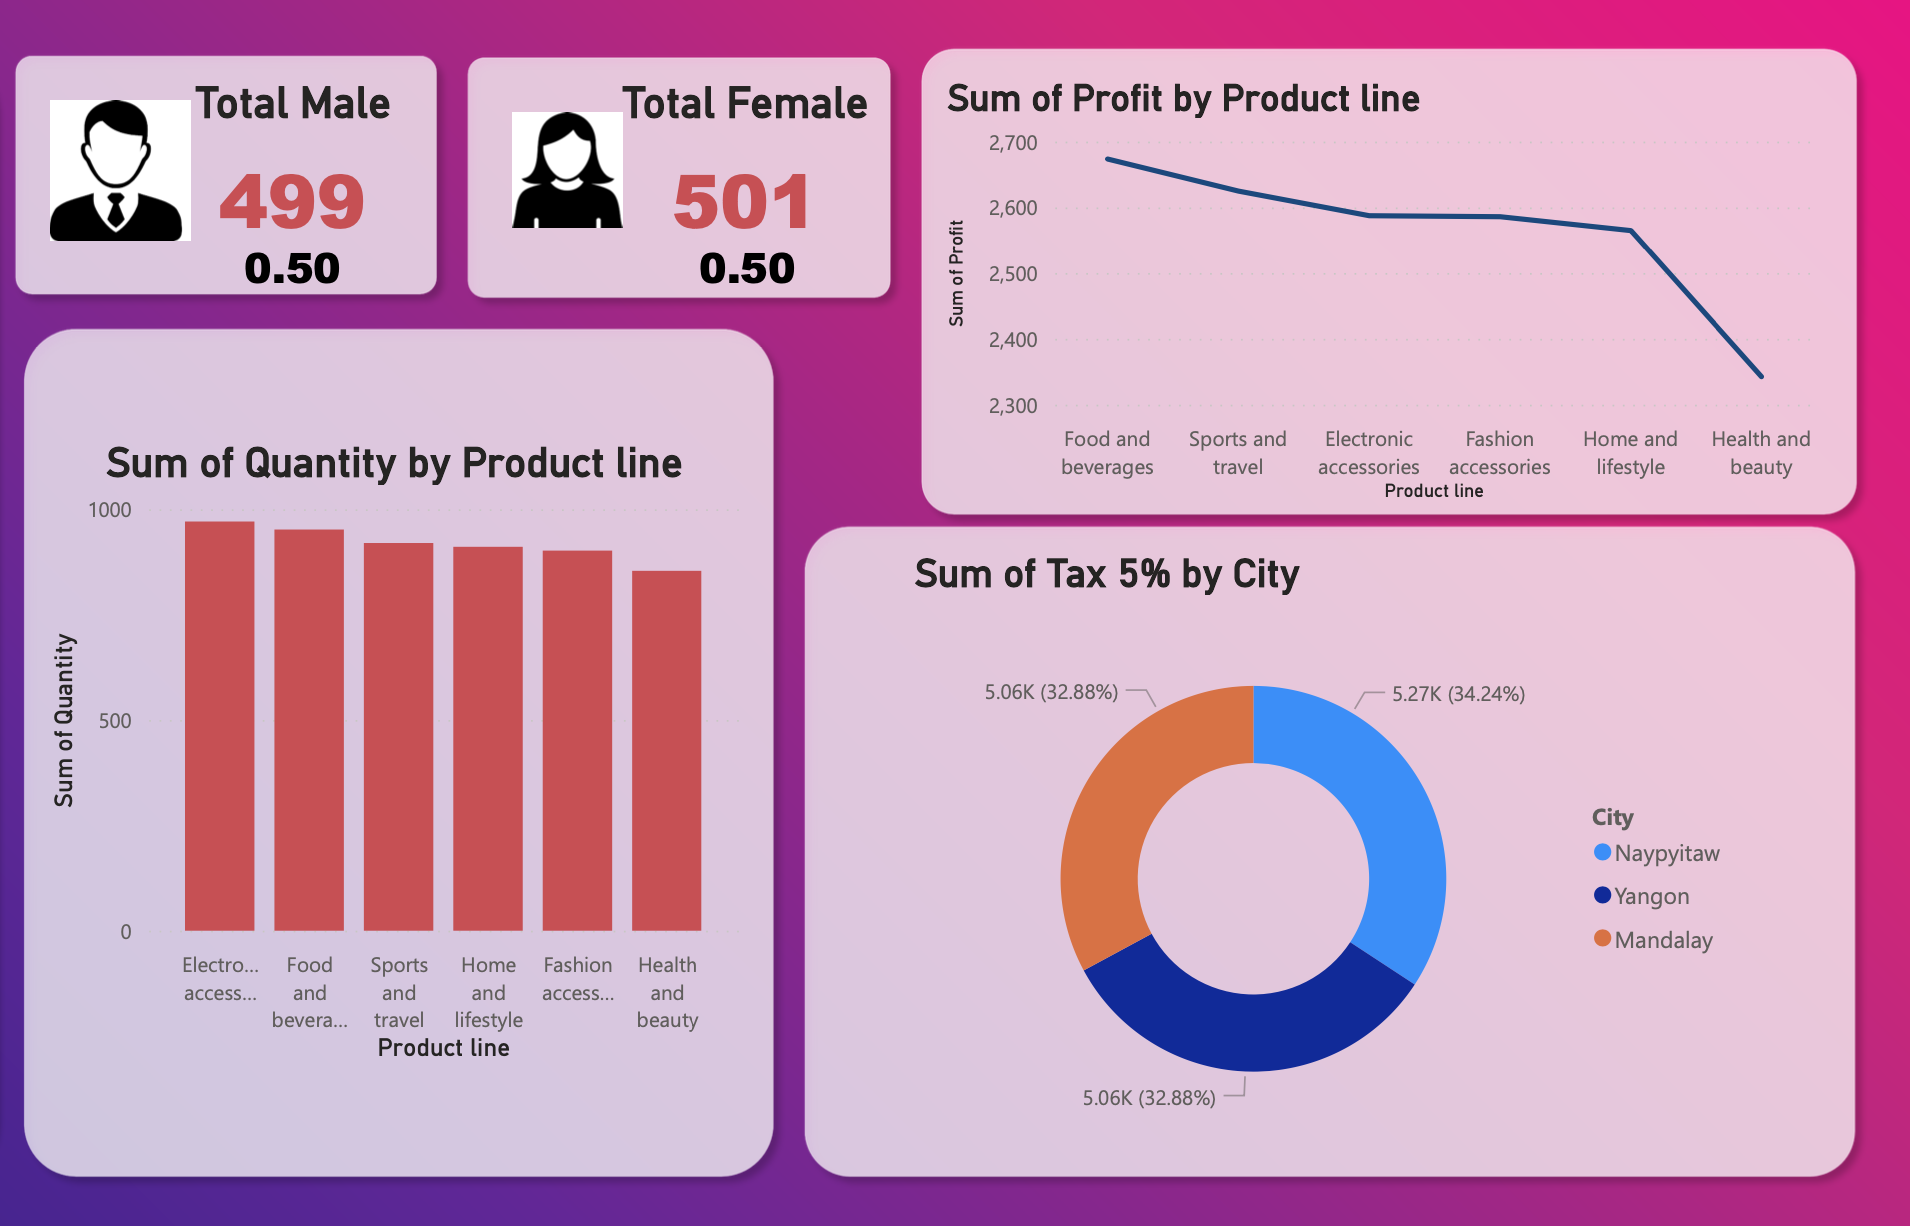 Total Male
499
0.50
Total Female
501
0.50
Sum of Profit by Product line
2,700
2,600
2,500
2,400
2,300
Sum of Profit
Food and beverages
Sports and travel
Electronic accessories
Fashion accessories
Home and lifestyle
Health and beauty
Product line
Sum of Quantity by Product line
1000
500
0
Sum of Quantity
Electro... access...
Food and bevera...
Sports and travel
Home and lifestyle
Fashion access...
Health and beauty
Product line
Sum of Tax 5% by City
5.06K (32.88%)
5.27K (34.24%)
5.06K (32.88%)
City
Naypyitaw
Yangon
Mandalay